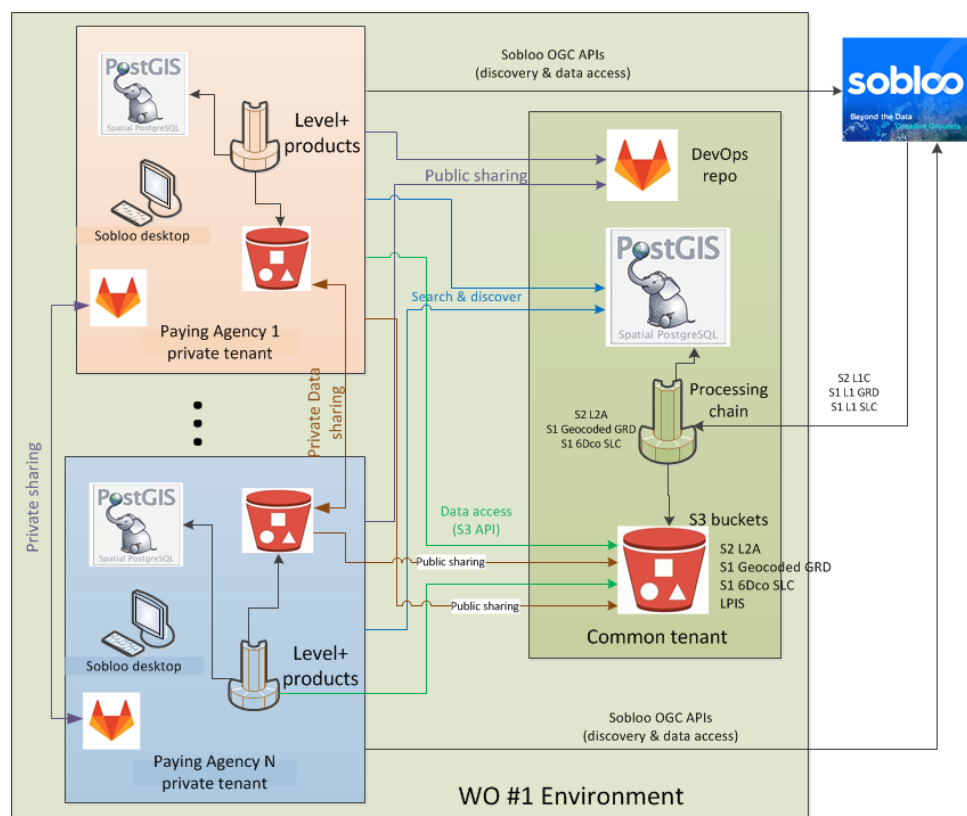 Sobloo OGC APIs
(discovery & data access)
sobloo
Beyond the Data
Creative Grounds
PostGIS
Spatial PostgreSQL
Level+
products
Sobloo desktop
Paying Agency 1
private tenant
DevOps
repo
Public sharing
PostGIS
Spatial PostgreSQL
Search & discover
Processing
chain
S2 L2A
S1 Geocoded GRD
S1 6Dco SLC
S2 L1C
S1 L1 GRD
S1 L1 SLC
Private Data
sharing
Private sharing
PostGIS
Spatial PostgreSQL
Data access
(S3 API)
S3 buckets
S2 L2A
S1 Geocoded GRD
S1 6Dco SLC
LPIS
Public sharing
Public sharing
Common tenant
Sobloo desktop
Level+
products
Paying Agency N
private tenant
Sobloo OGC APIs
(discovery & data access)
WO #1 Environment